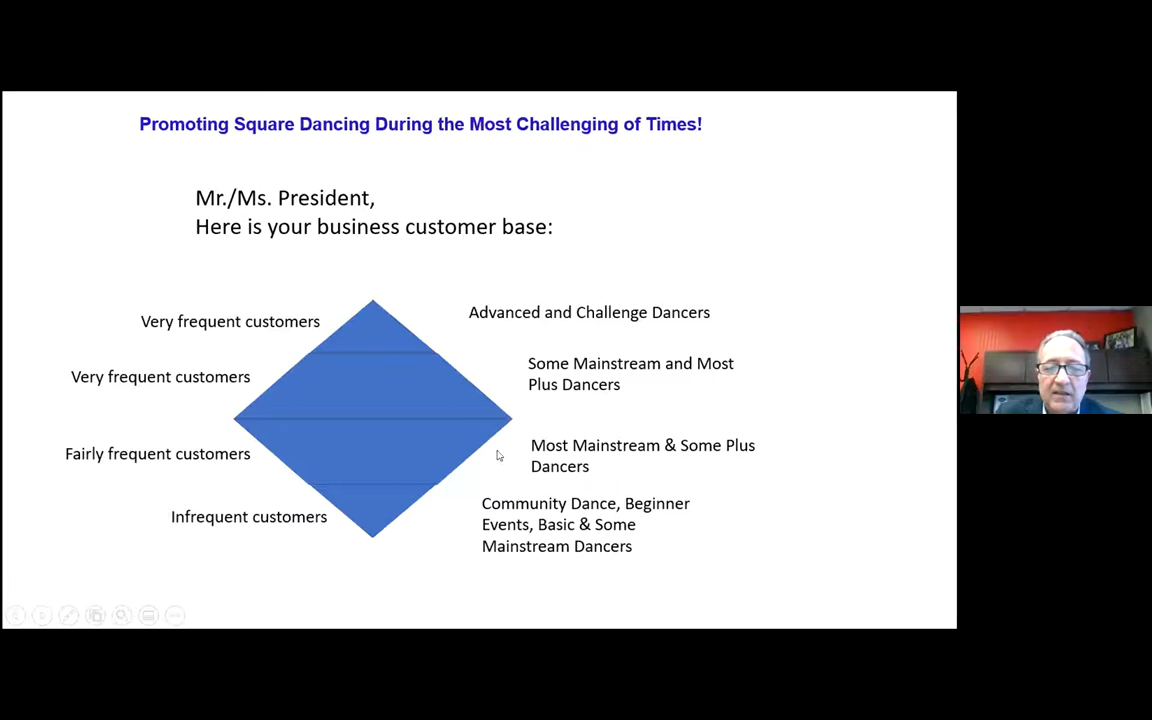 Promoting Square Dancing During the Most Challenging of Times!
Mr./Ms. President,
Here is your business customer base:
Very frequent customers
Advanced and Challenge Dancers
Very frequent customers
Some Mainstream and Most
Plus Dancers
Fairly frequent customers
Most Mainstream & Some Plus
Dancers
Infrequent customers
Community Dance, Beginner
Events, Basic & Some
Mainstream Dancers